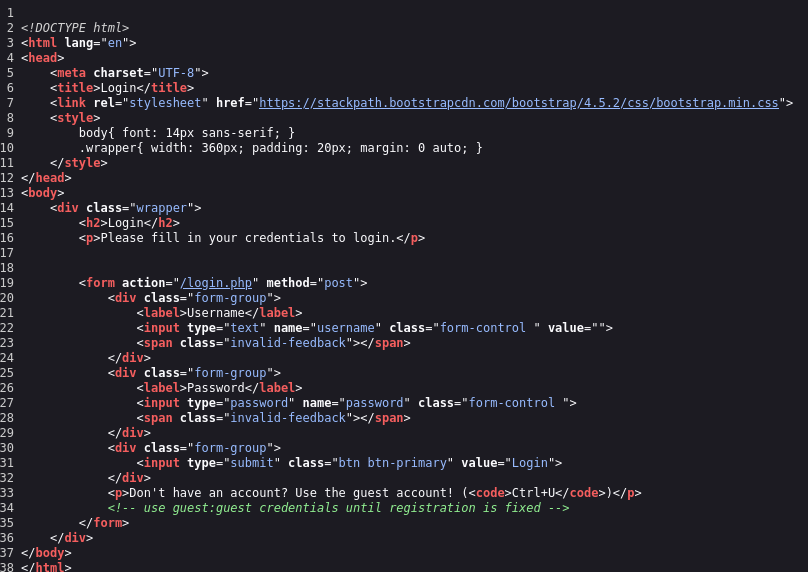 1
2 <!DOCTYPE html>
3 <html lang="en">
4 <head>
5     <meta charset="UTF-8">
6     <title>Login</title>
7     <link rel="stylesheet" href="https://stackpath.bootstrapcdn.com/bootstrap/4.5.2/css/bootstrap.min.css">
8     <style>
9         body{ font: 14px sans-serif; }
10         .wrapper{ width: 360px; padding: 20px; margin: 0 auto; }
11     </style>
12 </head>
13 <body>
14     <div class="wrapper">
15         <h2>Login</h2>
16         <p>Please fill in your credentials to login.</p>
17
18
19         <form action="/login.php" method="post">
20             <div class="form-group">
21                 <label>Username</label>
22                 <input type="text" name="username" class="form-control " value="">
23                 <span class="invalid-feedback"></span>
24             </div>
25             <div class="form-group">
26                 <label>Password</label>
27                 <input type="password" name="password" class="form-control ">
28                 <span class="invalid-feedback"></span>
29             </div>
30             <div class="form-group">
31                 <input type="submit" class="btn btn-primary" value="Login">
32             </div>
33             <p>Don't have an account? Use the guest account! (<code>Ctrl+U</code>)</p>
34             <!-- use guest:guest credentials until registration is fixed -->
35         </form>
36     </div>
37 </body>
38 </html>